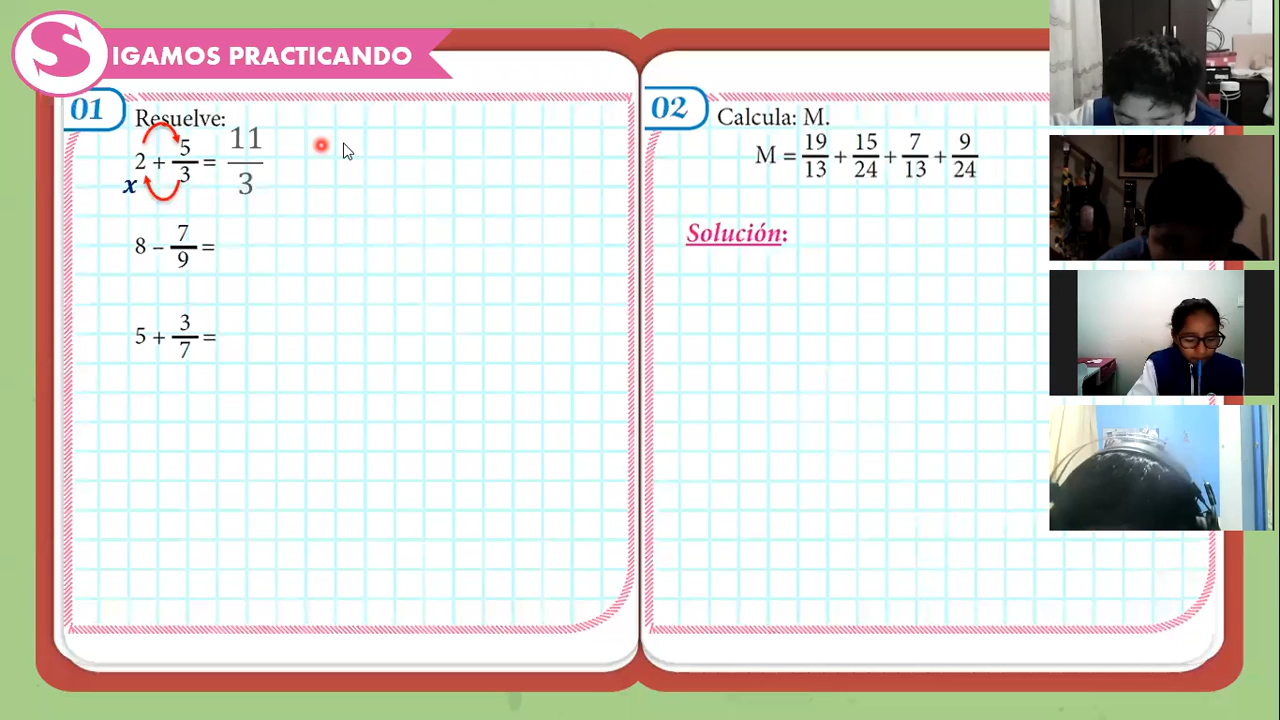 SIGAMOS PRACTICANDO
01
Resuelve:
2 + 5/3 = 11/3
x
8 – 7/9 =
5 + 3/7 =
02
Calcula: M.
M = 19/13 + 15/24 + 7/13 + 9/24
Solución: